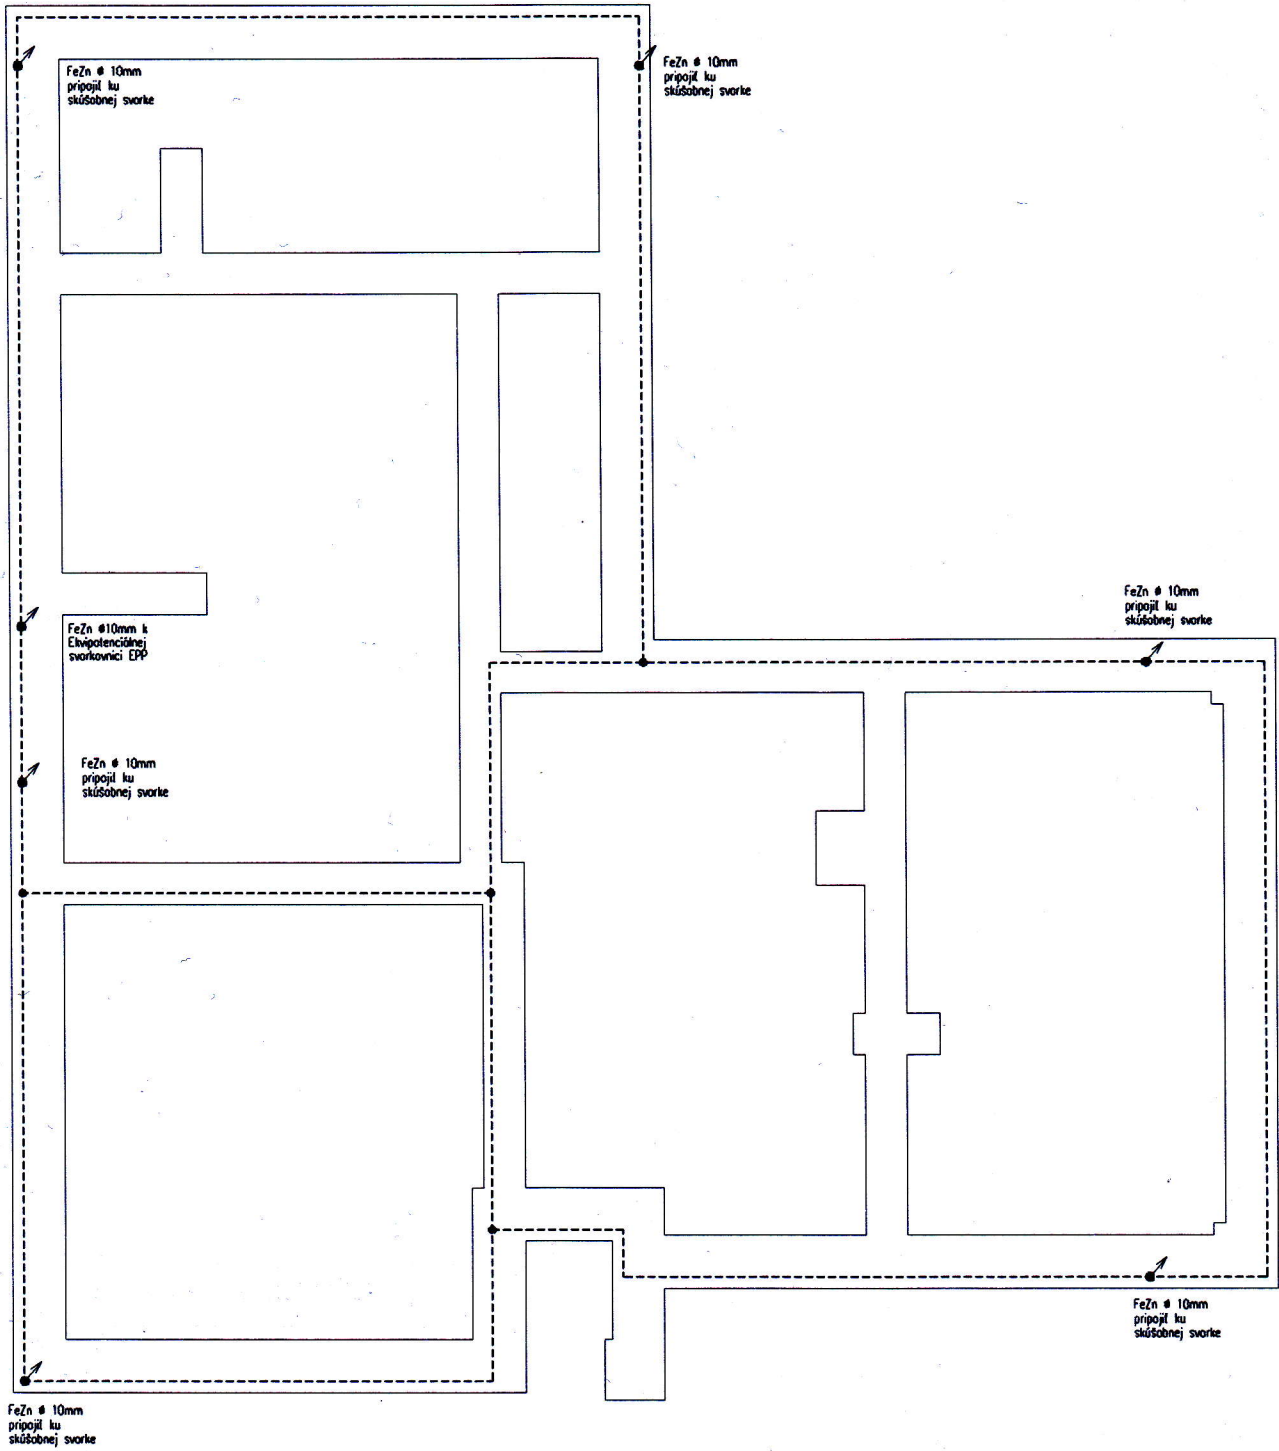 FeZn ø 10mm
pripojiť ku
skúšobnej svorke
FeZn ø 10mm
pripojiť ku
skúšobnej svorke
FeZn ø 10mm
pripojiť ku
skúšobnej svorke
FeZn ø10mm k
Ekvipotenciálnej
svorkovnici EPP
FeZn ø 10mm
pripojiť ku
skúšobnej svorke
FeZn ø 10mm
pripojiť ku
skúšobnej svorke
FeZn ø 10mm
pripojiť ku
skúšobnej svorke